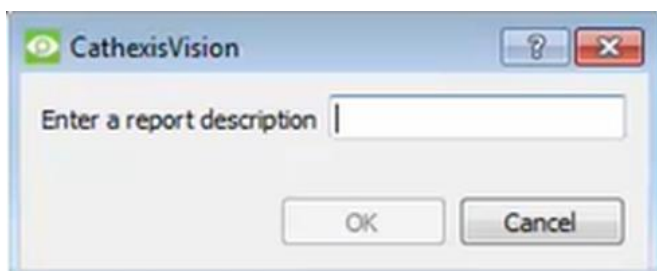 CathexisVision
?
Enter a report description
OK
Cancel